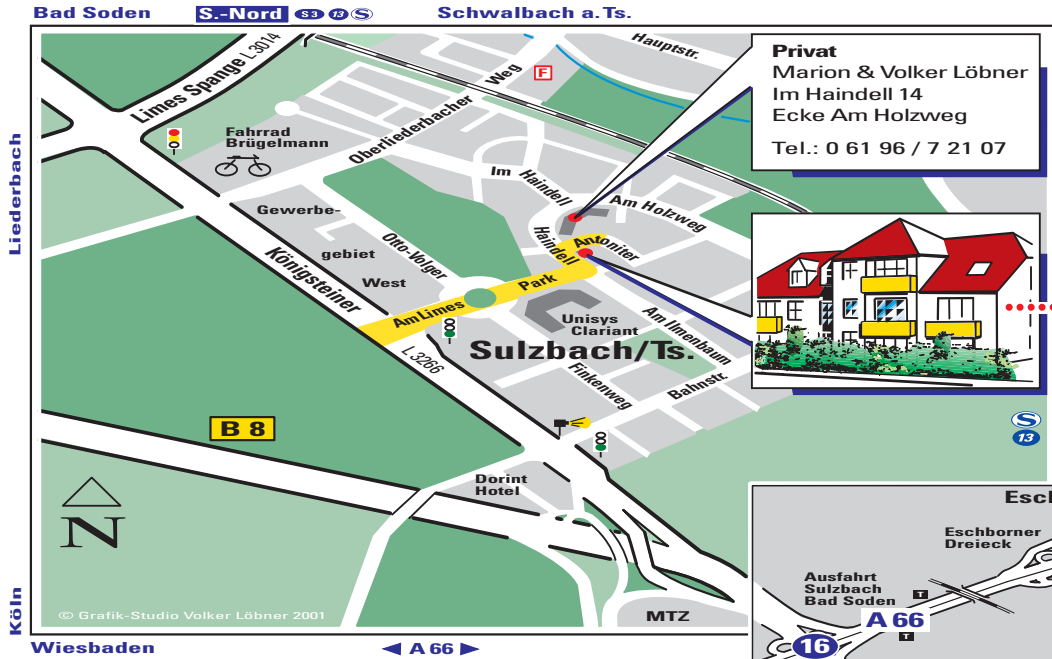 Bad Soden
S.-Nord
S 3
13
S
Schwalbach a. Ts.
Limes Spange L 3014
Hauptstr.
Weg
F
Oberliederbacher
Fahrrad
Brügelmann
Privat
Marion & Volker Löbner
Im Haindell 14
Ecke Am Holzweg
Tel.: 0 61 96 / 7 21 07
Liederbach
Im
Haindell
Am Holzweg
Gewerbe-
gebiet
West
Otto-Volger
Haindell
Antoniter
Königsteiner
Am Limes
Park
Unisys
Clariant
Am Ilmenbaum
L 3266
Sulzbach/Ts.
Finkenweg
Bahnstr.
B 8
S
13
Dorint
Hotel
N
Esch
Eschborner
Dreieck
Ausfahrt
Sulzbach
Bad Soden
T
A 66
T
16
MTZ
© Grafik-Studio Volker Löbner 2001
Köln
Wiesbaden
A 66